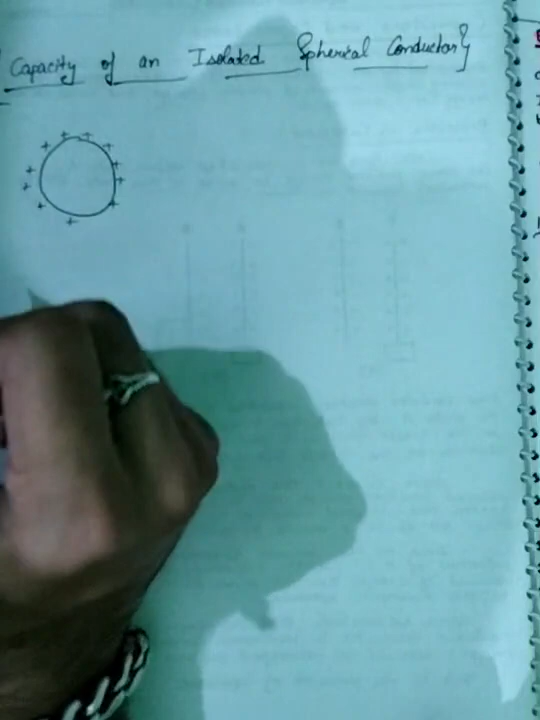 Capacity of an Isolated Spherical Conductor}
+ + + + + + + + + + + +